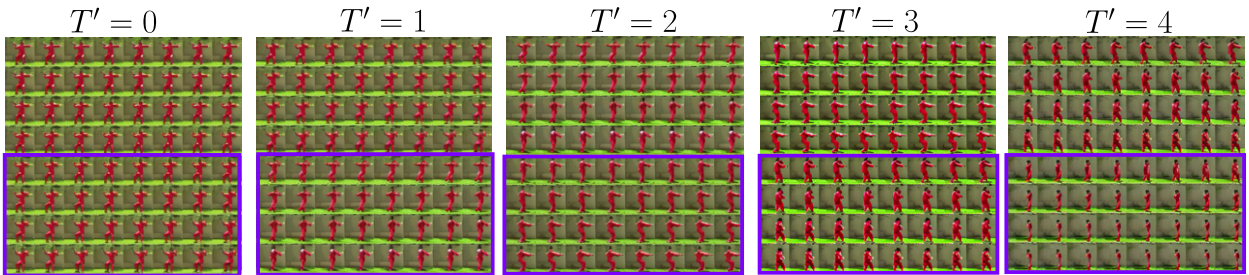 T′ = 0 T′ = 1 T′ = 2 T′ = 3 T′ = 4